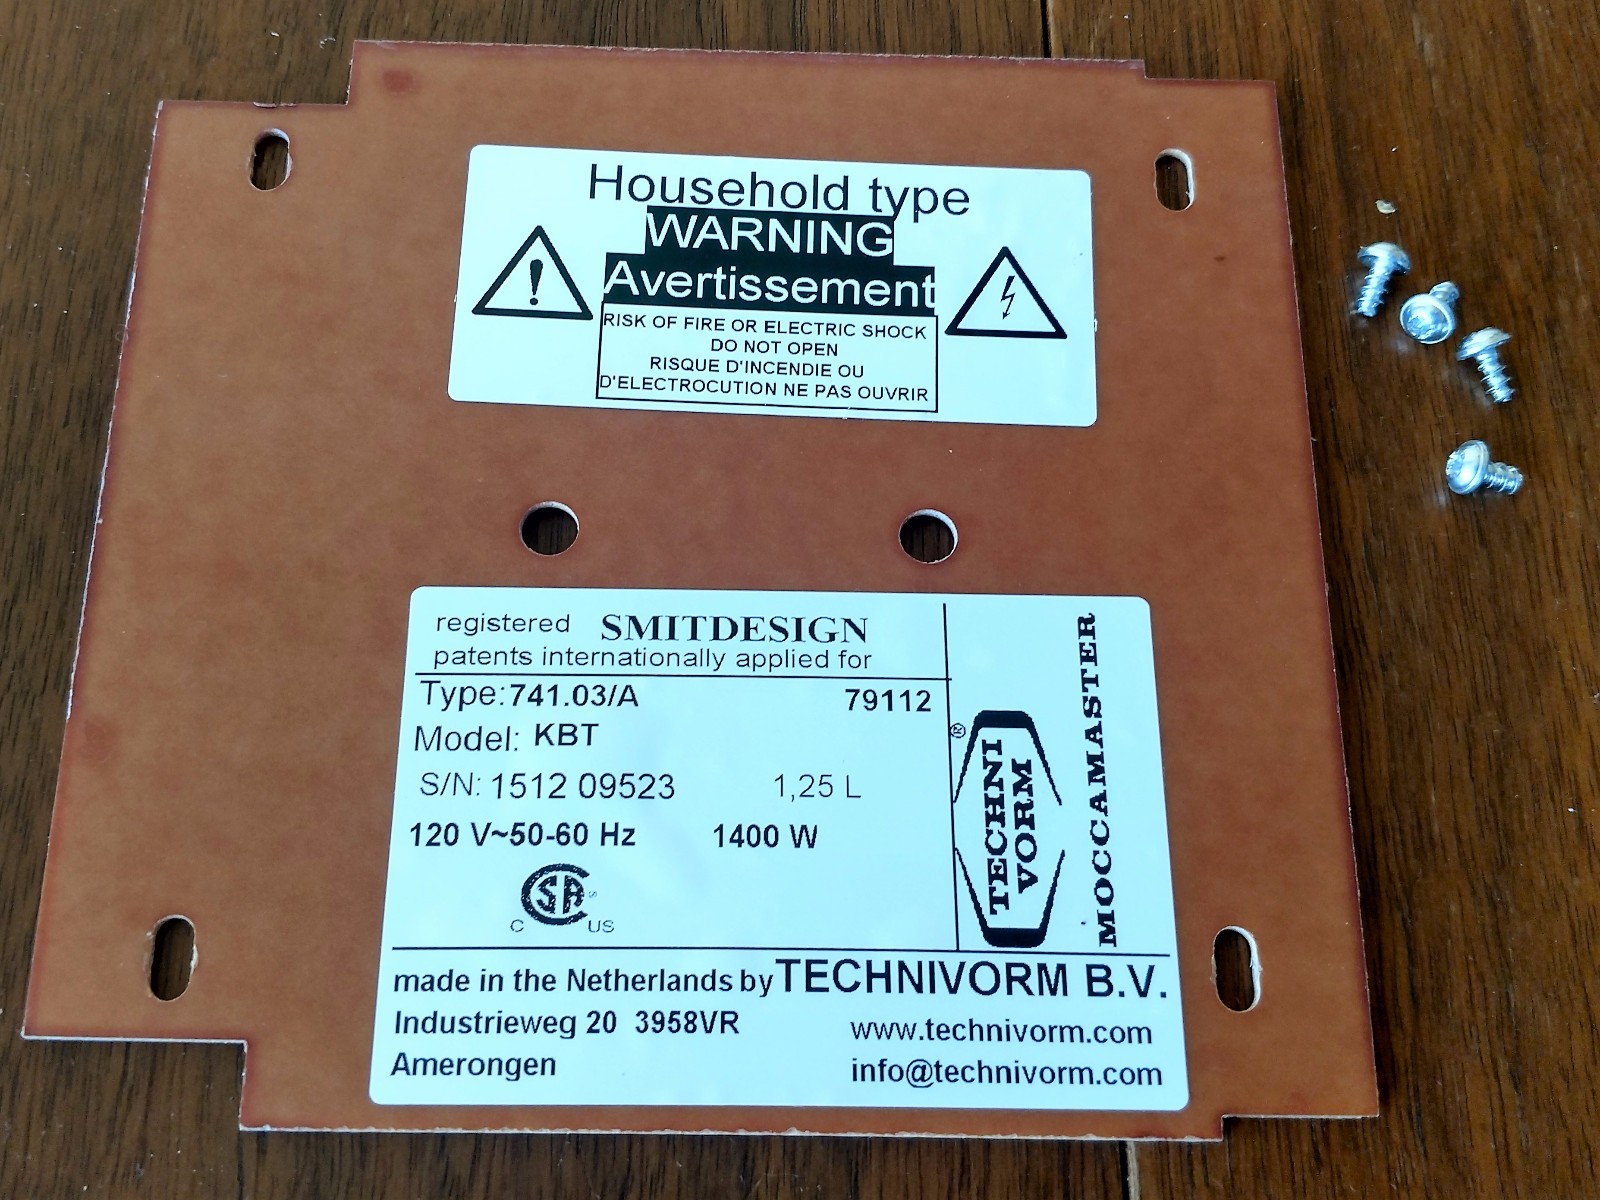 Household type
WARNING
Avertissement
RISK OF FIRE OR ELECTRIC SHOCK
DO NOT OPEN
RISQUE D'INCENDIE OU
D'ELECTROCUTION NE PAS OUVRIR
registered SMITDESIGN
patents internationally applied for
Type: 741.03/A 79112
Model: KBT
S/N: 1512 09523 1,25 L
120 V~50-60 Hz 1400 W
CSA
C US
®
TECHNI
VORM
MOCCAMASTER
made in the Netherlands by TECHNIVORM B.V.
Industrieweg 20 3958VR www.technivorm.com
Amerongen info@technivorm.com